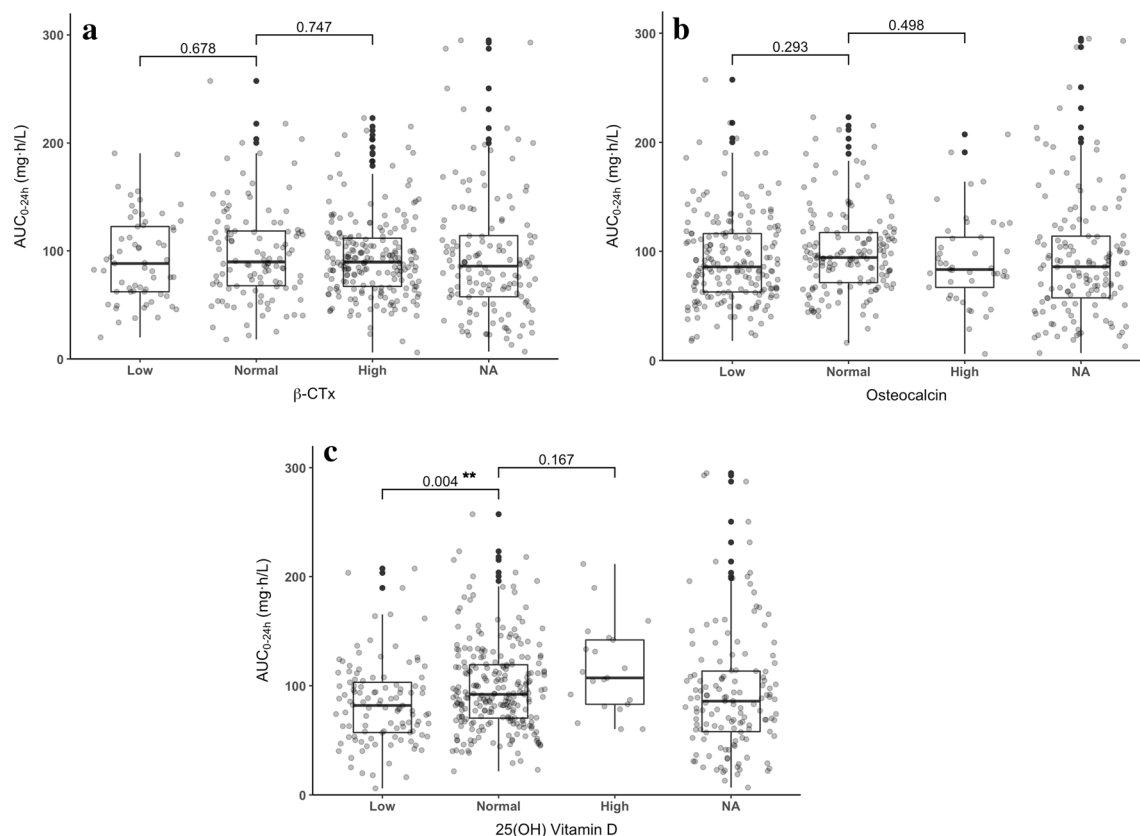 a
300
200
100
0
AUC0-24h (mg·h/L)
0.678
0.747
Low Normal High NA
β-CTx
b
300
200
100
0
AUC0-24h (mg·h/L)
0.293
0.498
Low Normal High NA
Osteocalcin
c
300
200
100
0
AUC0-24h (mg·h/L)
0.004 **
0.167
Low Normal High NA
25(OH) Vitamin D